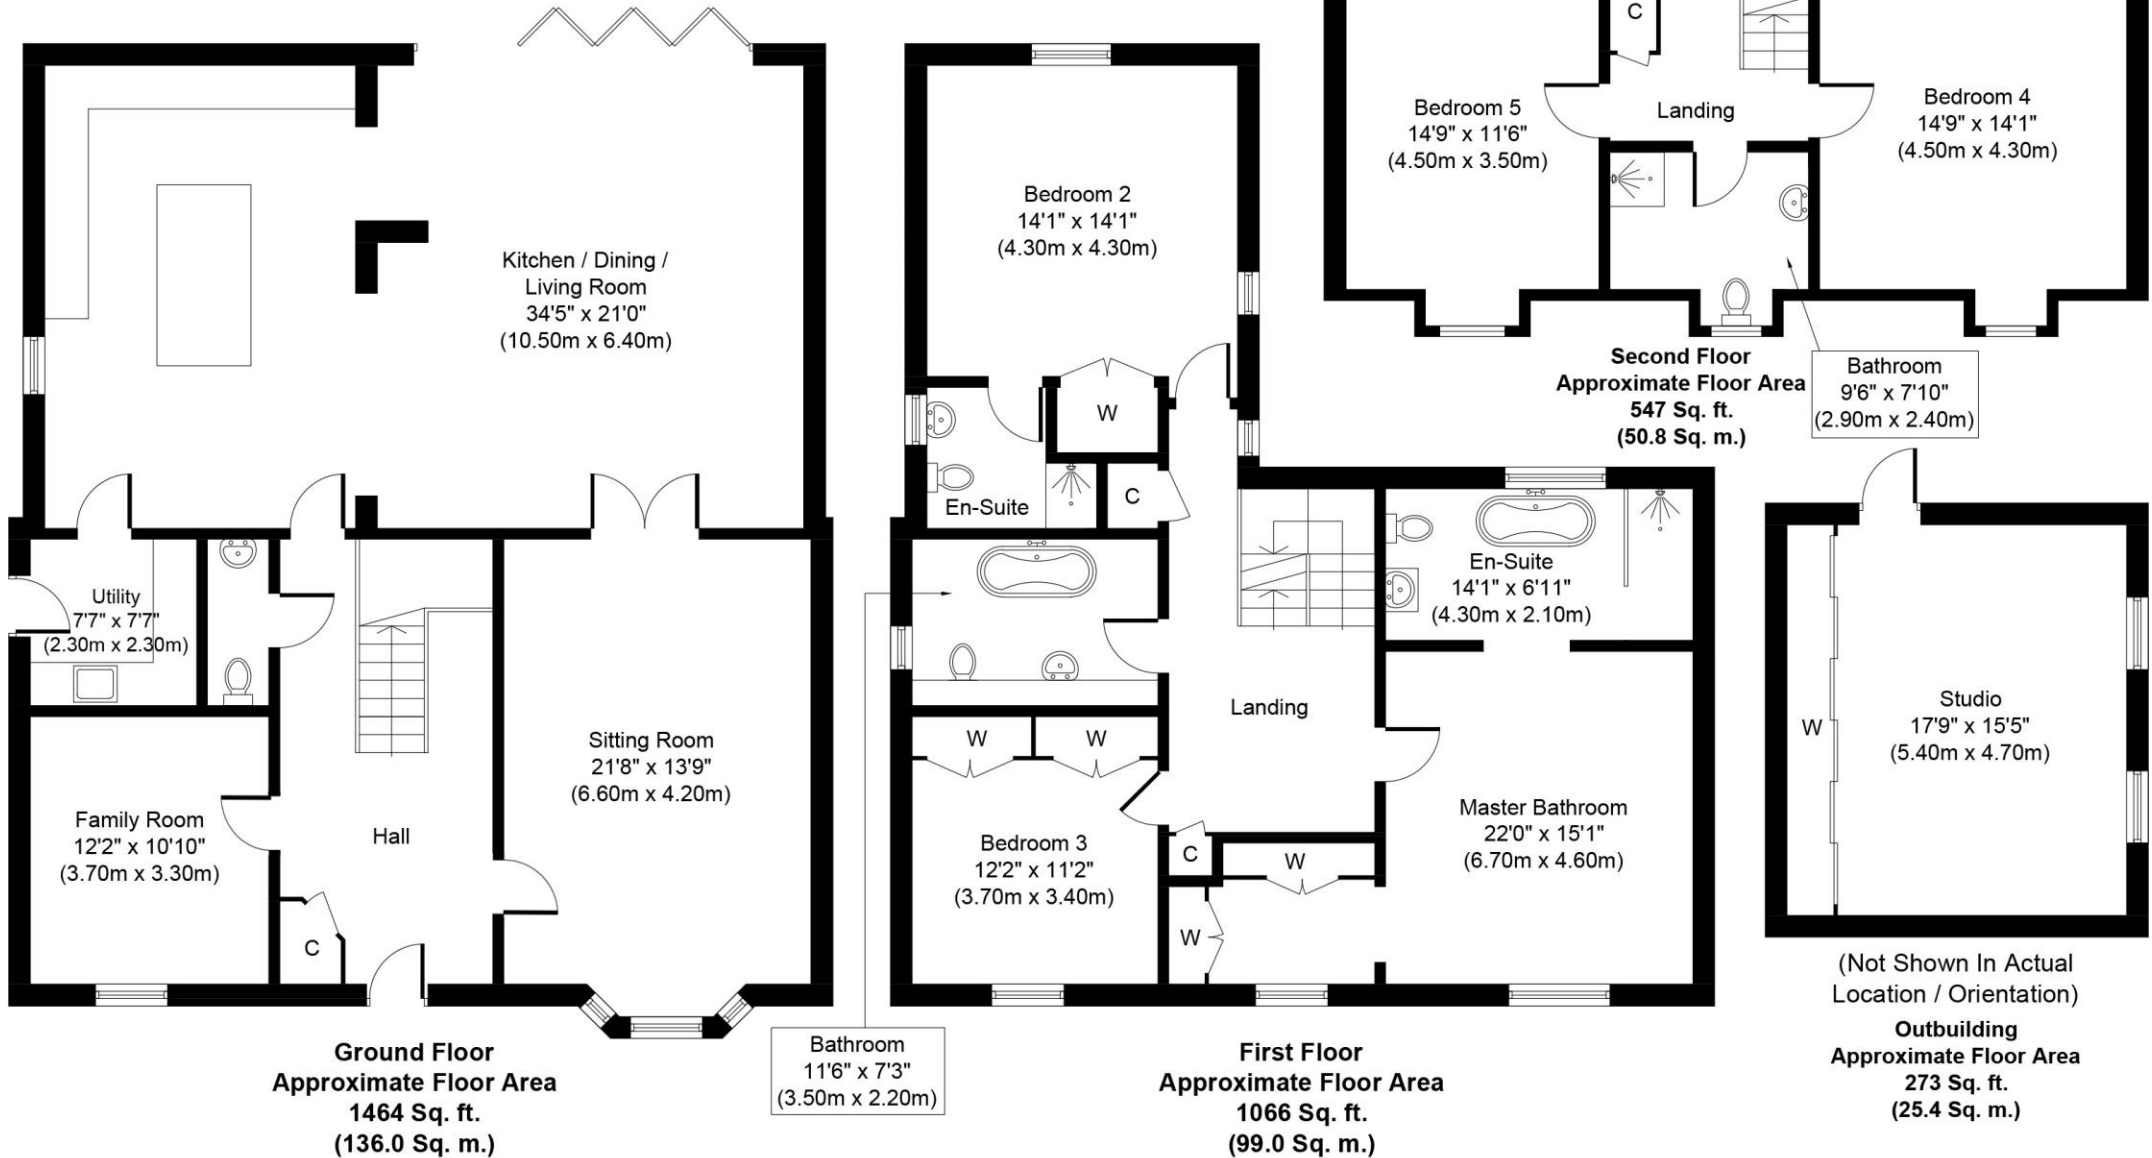 Kitchen / Dining /
Living Room
34'5" x 21'0"
(10.50m x 6.40m)
Utility
7'7" x 7'7"
(2.30m x 2.30m)
Family Room
12'2" x 10'10"
(3.70m x 3.30m)
Hall
C
Sitting Room
21'8" x 13'9"
(6.60m x 4.20m)
Ground Floor
Approximate Floor Area
1464 Sq. ft.
(136.0 Sq. m.)
Bedroom 2
14'1" x 14'1"
(4.30m x 4.30m)
W
En-Suite
C
En-Suite
14'1" x 6'11"
(4.30m x 2.10m)
Landing
W
W
Bedroom 3
12'2" x 11'2"
(3.70m x 3.40m)
C
W
W
Master Bathroom
22'0" x 15'1"
(6.70m x 4.60m)
Bathroom
11'6" x 7'3"
(3.50m x 2.20m)
First Floor
Approximate Floor Area
1066 Sq. ft.
(99.0 Sq. m.)
C
Bedroom 5
14'9" x 11'6"
(4.50m x 3.50m)
Landing
Bedroom 4
14'9" x 14'1"
(4.50m x 4.30m)
Second Floor
Approximate Floor Area
547 Sq. ft.
(50.8 Sq. m.)
Bathroom
9'6" x 7'10"
(2.90m x 2.40m)
W
Studio
17'9" x 15'5"
(5.40m x 4.70m)
(Not Shown In Actual
Location / Orientation)
Outbuilding
Approximate Floor Area
273 Sq. ft.
(25.4 Sq. m.)